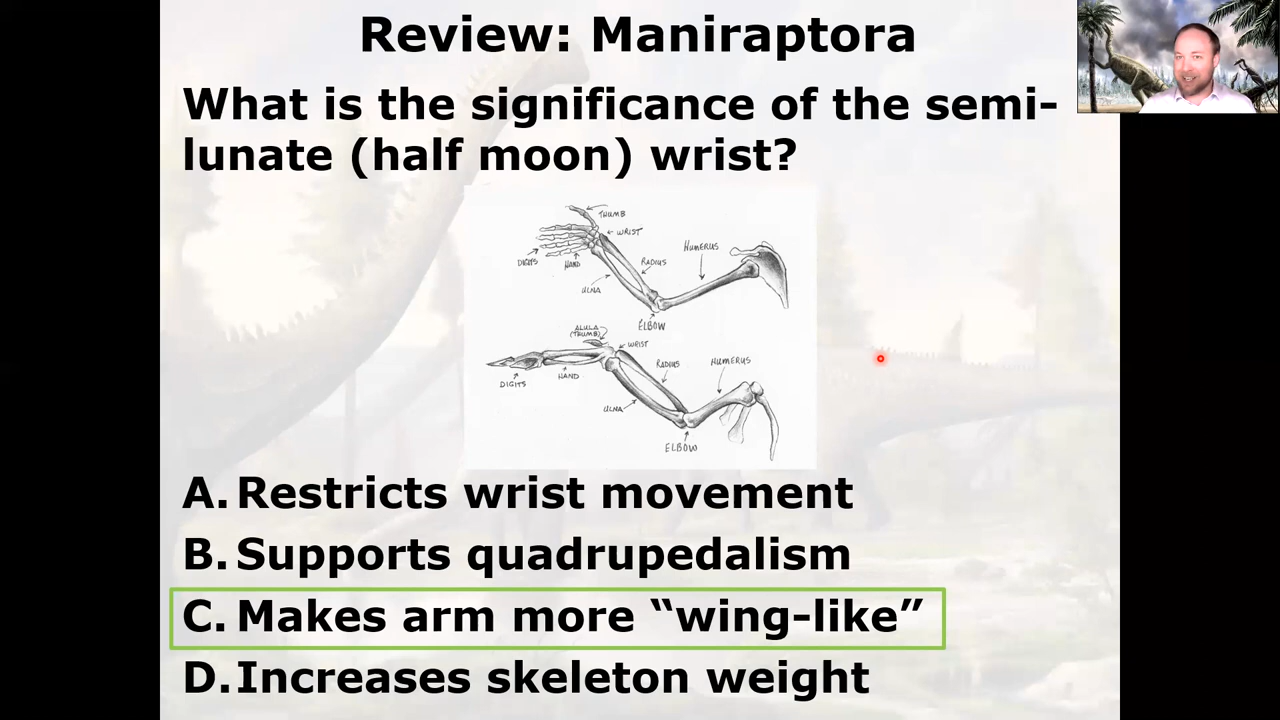 Review: Maniraptora
What is the significance of the semi-
lunate (half moon) wrist?
THUMB
WRIST
HUMERUS
DIGITS
HAND
RADIUS
ULNA
ELBOW
ALULA
(THUMB)
WRIST
RADIUS
HUMERUS
DIGITS
HAND
ULNA
ELBOW
A. Restricts wrist movement
B. Supports quadrupedalism
C. Makes arm more “wing-like”
D. Increases skeleton weight